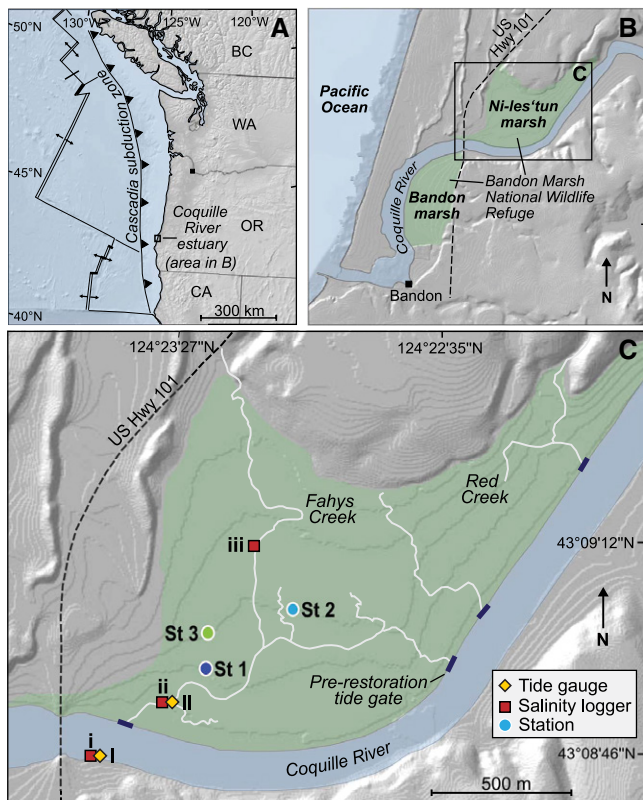 50°N
130°W
125°W
120°W
A
BC
WA
45°N
Cascadia subduction zone
Coquille
River
estuary
(area in B)
OR
CA
300 km
40°N
B
US
Hwy 101
C
Pacific
Ocean
Ni-les'tun
marsh
Coquille River
Bandon
marsh
Bandon Marsh
National Wildlife
Refuge
Bandon
N
C
124°23'27"N
124°22'35"N
US Hwy 101
Fahys
Creek
Red
Creek
iii
43°09'12"N
St 2
St 3
St 1
N
Pre-restoration
tide gate
ii
II
Tide gauge
Salinity logger
Station
i
I
Coquille River
43°08'46"N
500 m